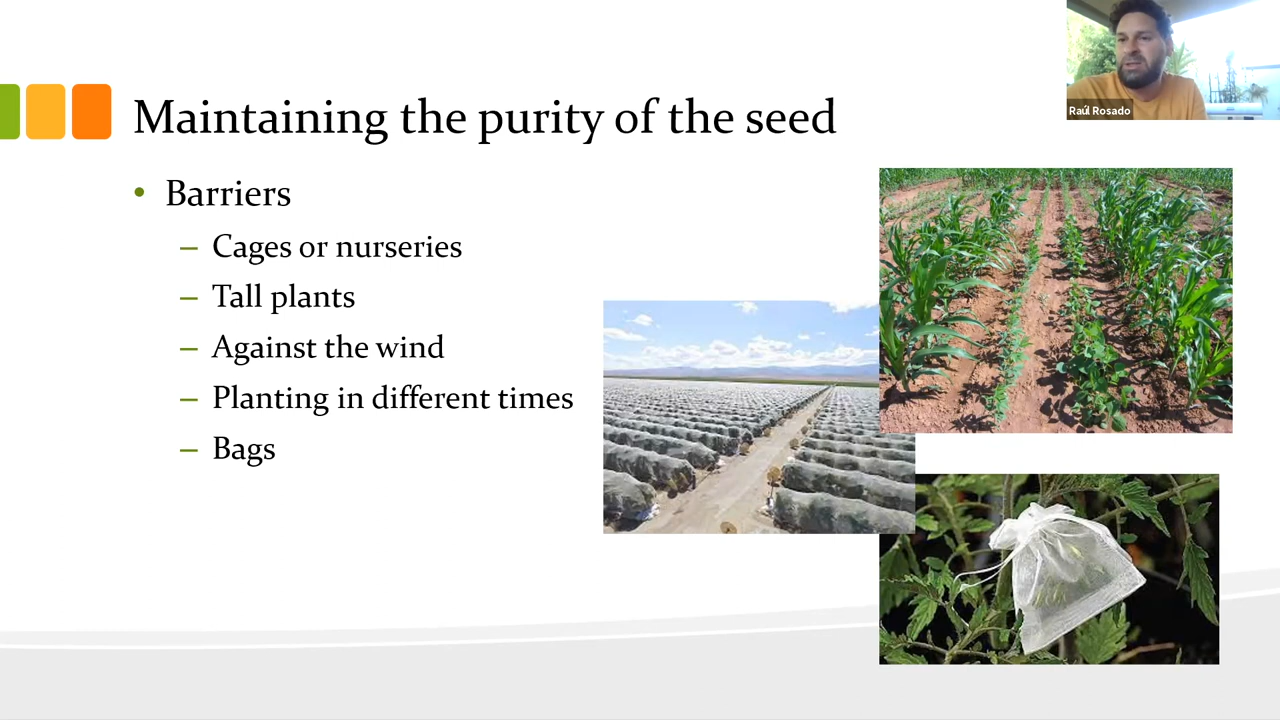 Raúl Rosado
Maintaining the purity of the seed
• Barriers
– Cages or nurseries
– Tall plants
– Against the wind
– Planting in different times
– Bags